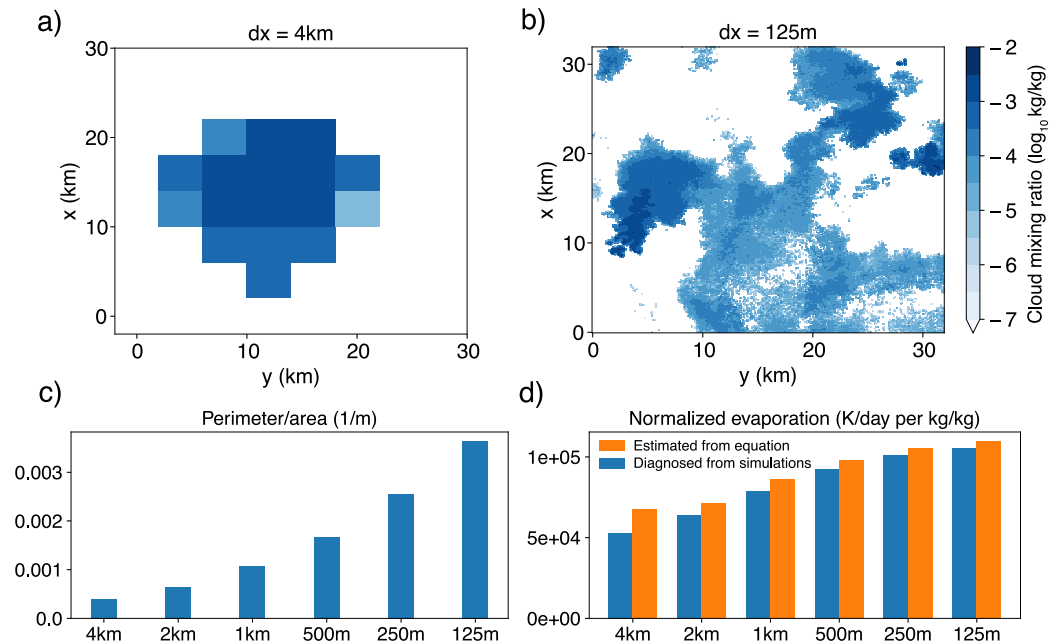 a)
dx = 4km
30
20
10
0
x (km)
0
10
20
30
y (km)
b)
dx = 125m
30
20
10
0
x (km)
0
10
20
30
y (km)
−2
−3
−4
−5
−6
−7
Cloud mixing ratio (log10 kg/kg)
c)
Perimeter/area (1/m)
0.003
0.002
0.001
0.0
4km
2km
1km
500m
250m
125m
d)
Normalized evaporation (K/day per kg/kg)
Estimated from equation
Diagnosed from simulations
1e+05
5e+04
0e+00
4km
2km
1km
500m
250m
125m